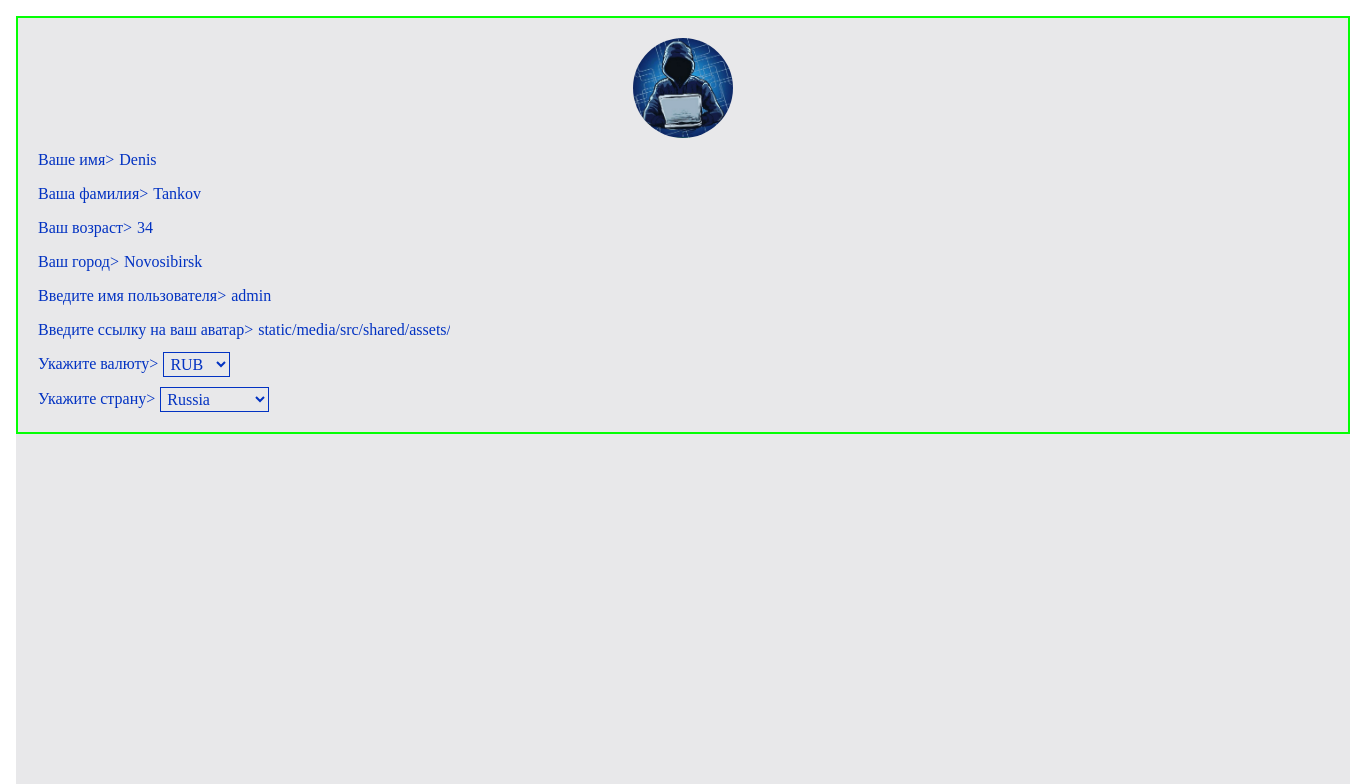 Ваше имя> Denis
Ваша фамилия> Tankov
Ваш возраст> 34
Ваш город> Novosibirsk
Введите имя пользователя> admin
Введите ссылку на ваш аватар> static/media/src/shared/assets/
Укажите валюту> RUB
Укажите страну> Russia